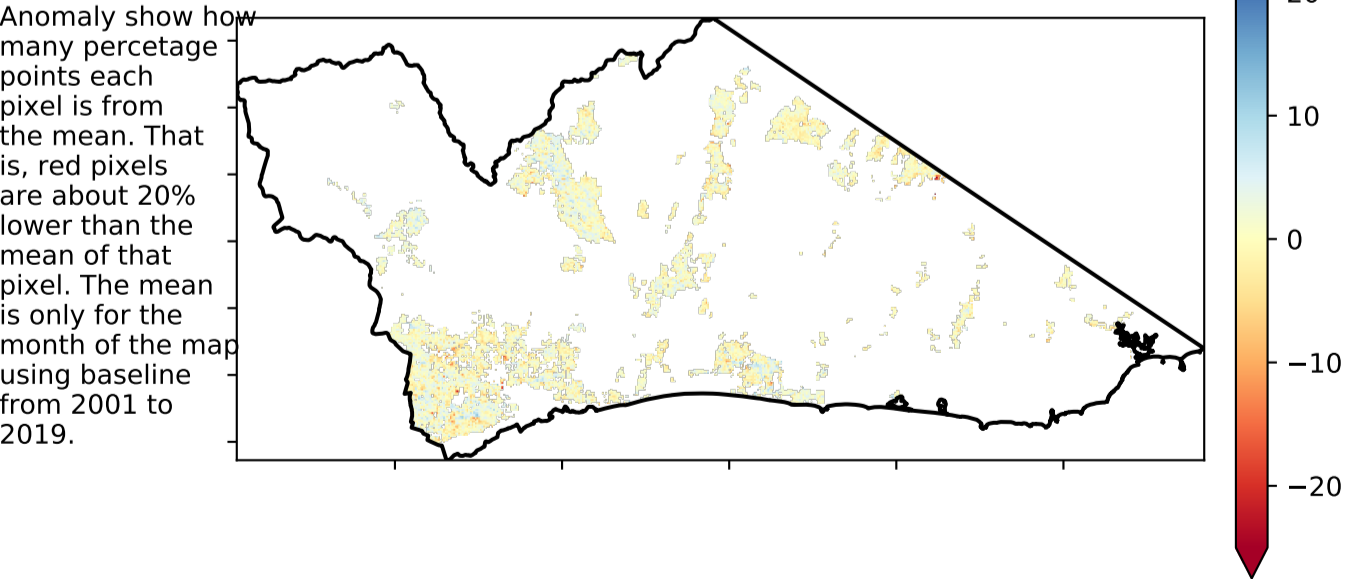 Anomaly show how
many percetage
points each
pixel is from
the mean. That
is, red pixels
are about 20%
lower than the
mean of that
pixel. The mean
is only for the
month of the map
using baseline
from 2001 to
2019.
10
0
−10
−20